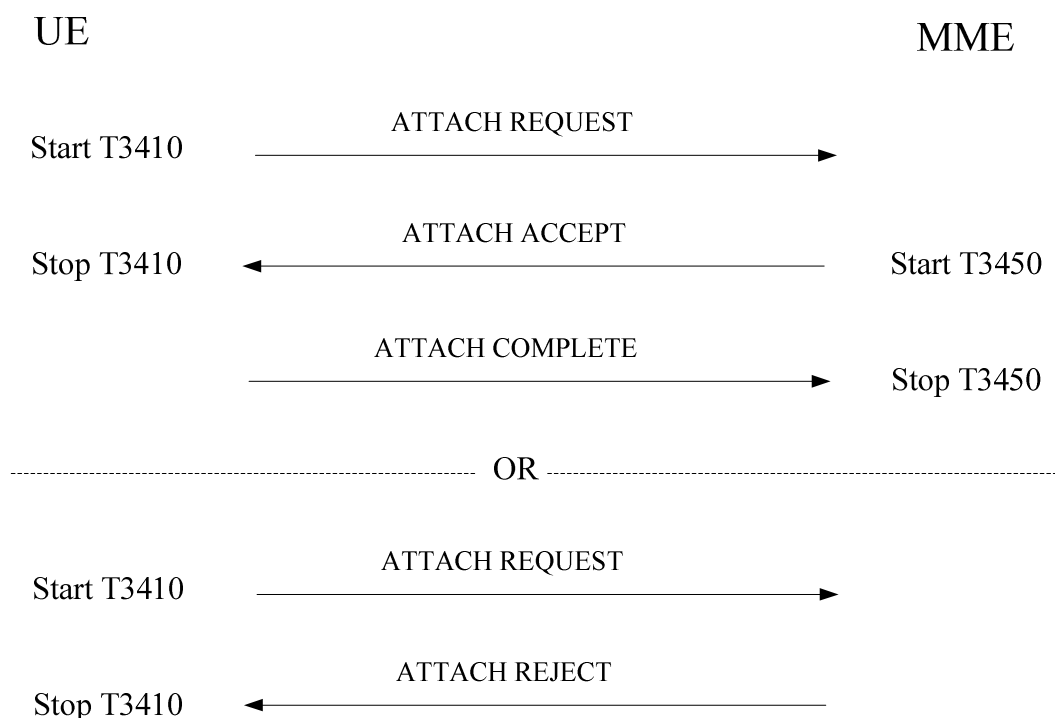 UE
MME
ATTACH REQUEST
Start T3410
ATTACH ACCEPT
Stop T3410
Start T3450
ATTACH COMPLETE
Stop T3450
OR
ATTACH REQUEST
Start T3410
ATTACH REJECT
Stop T3410